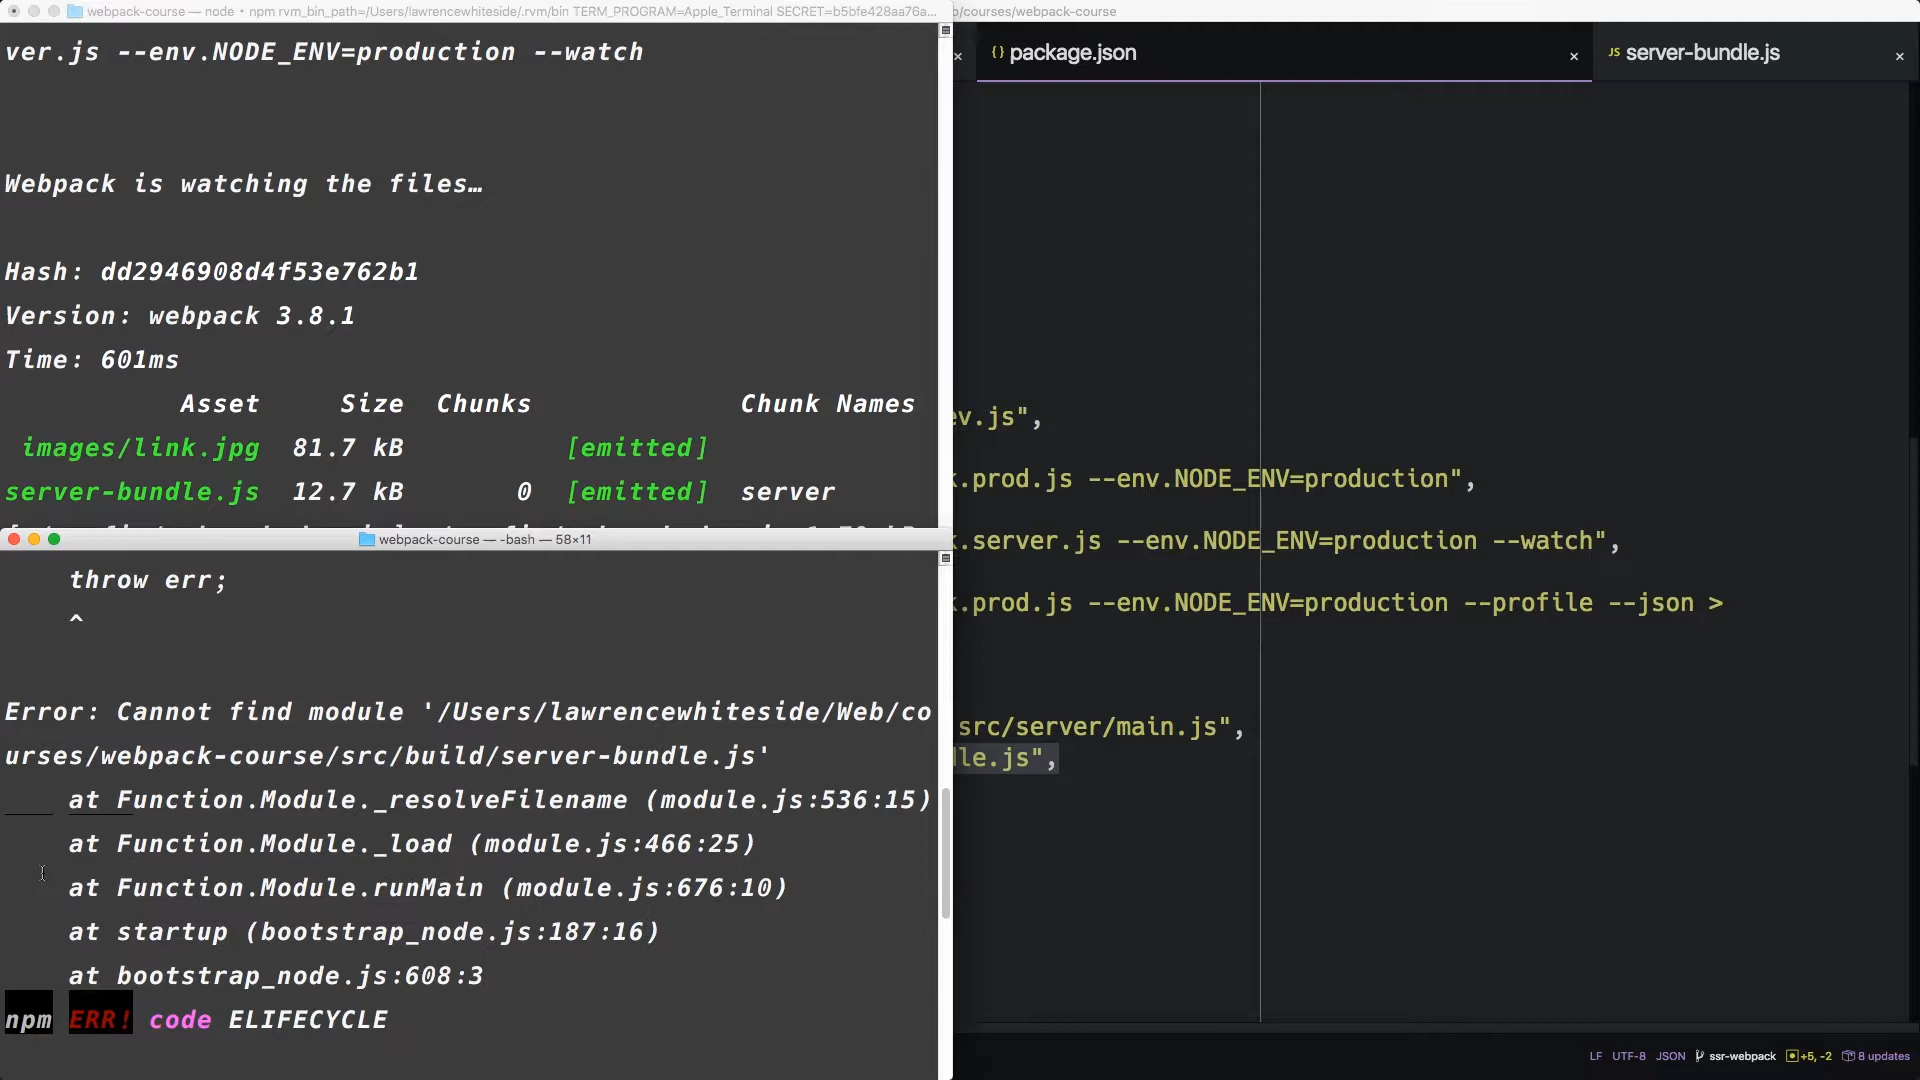 webpack-course — node • npm rvm_bin_path=/Users/lawrencewhiteside/.rvm/bin TERM_PROGRAM=Apple_Terminal SECRET=b5bfe428aa76a...
b/courses/webpack-course
ver.js --env.NODE_ENV=production --watch
Webpack is watching the files…
Hash: dd2946908d4f53e762b1
Version: webpack 3.8.1
Time: 601ms
Asset Size Chunks Chunk Names
images/link.jpg 81.7 kB [emitted]
server-bundle.js 12.7 kB 0 [emitted] server
webpack-course — -bash — 58×11
throw err;
^
Error: Cannot find module '/Users/lawrencewhiteside/Web/co
urses/webpack-course/src/build/server-bundle.js'
at Function.Module._resolveFilename (module.js:536:15)
at Function.Module._load (module.js:466:25)
at Function.Module.runMain (module.js:676:10)
at startup (bootstrap_node.js:187:16)
at bootstrap_node.js:608:3
npm ERR! code ELIFECYCLE
{} package.json ×
JS server-bundle.js ×
ev.js",
k.prod.js --env.NODE_ENV=production",
k.server.js --env.NODE_ENV=production --watch",
k.prod.js --env.NODE_ENV=production --profile --json >
src/server/main.js",
dle.js",
LF UTF-8 JSON ssr-webpack +5, -2 8 updates